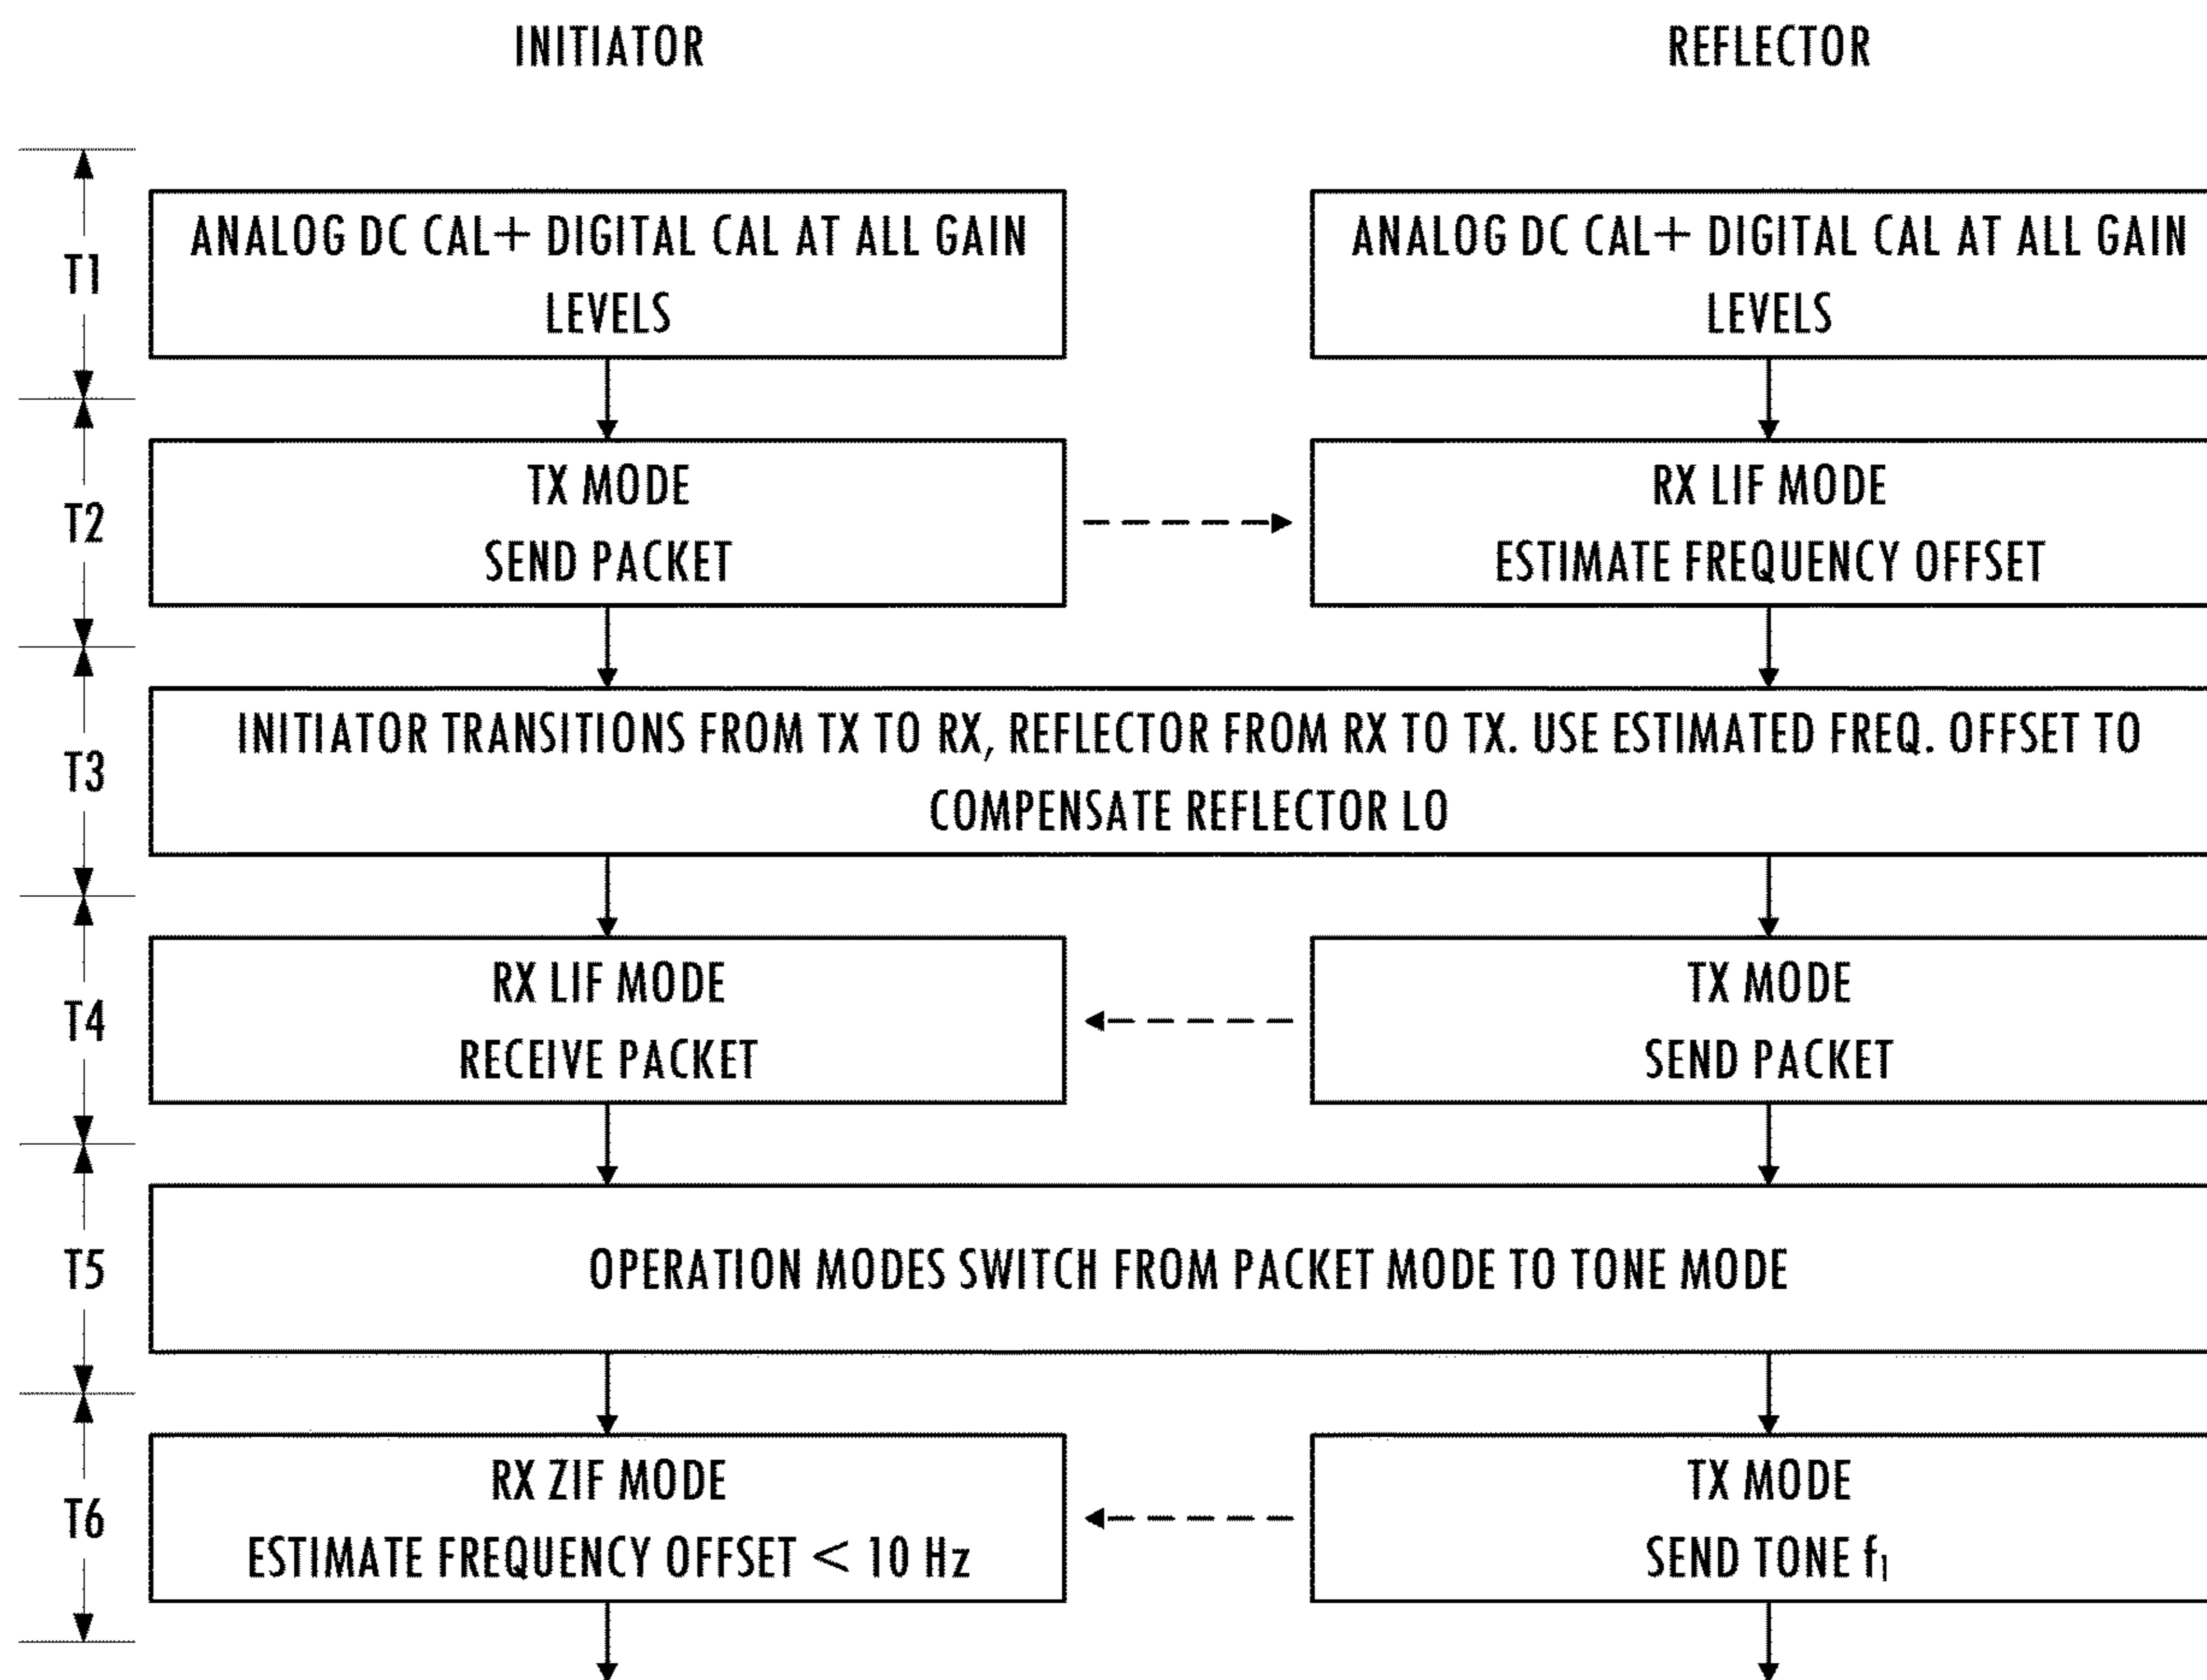 INITIATOR
REFLECTOR
T1
ANALOG DC CAL+ DIGITAL CAL AT ALL GAIN
LEVELS
ANALOG DC CAL+ DIGITAL CAL AT ALL GAIN
LEVELS
T2
TX MODE
SEND PACKET
RX LIF MODE
ESTIMATE FREQUENCY OFFSET
T3
INITIATOR TRANSITIONS FROM TX TO RX, REFLECTOR FROM RX TO TX. USE ESTIMATED FREQ. OFFSET TO
COMPENSATE REFLECTOR LO
T4
RX LIF MODE
RECEIVE PACKET
TX MODE
SEND PACKET
T5
OPERATION MODES SWITCH FROM PACKET MODE TO TONE MODE
T6
RX ZIF MODE
ESTIMATE FREQUENCY OFFSET < 10 Hz
TX MODE
SEND TONE f₁